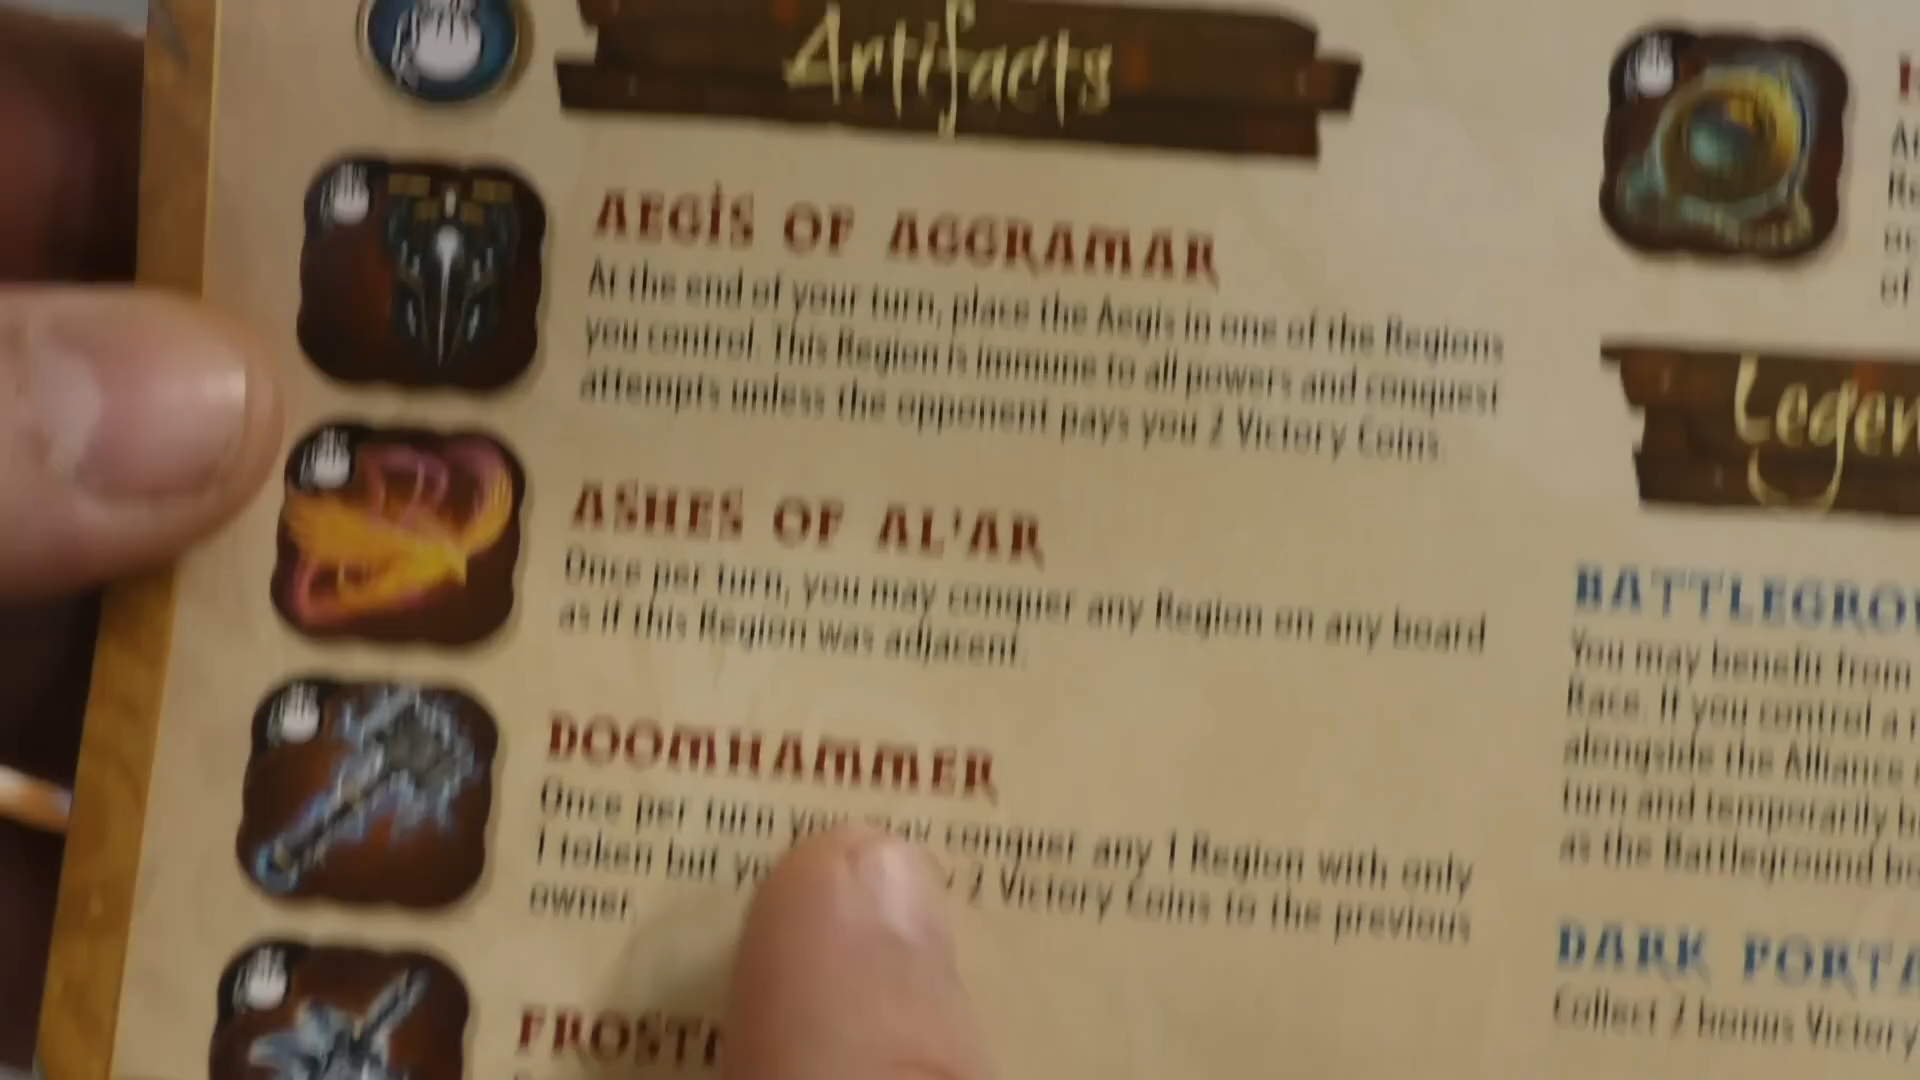 Artifacts
AEGIS OF AGGRAMAR
At the end of your turn, place the Aegis in one of the Regions
you control. This Region is immune to all powers and conquest
attempts unless the opponent pays you 2 Victory Coins.
ASHES OF AL'AR
Once per turn, you may conquer any Region on any board
as if this Region was adjacent.
DOOMHAMMER
Once per turn you may conquer any 1 Region with only
1 token but 2 Victory Coins to the previous
owner.
of
You may benefit from
Race. If you control a
alongside the Alliance
turn and temporarily
as the Battleground
DARK
Collect 2 bonus Victory